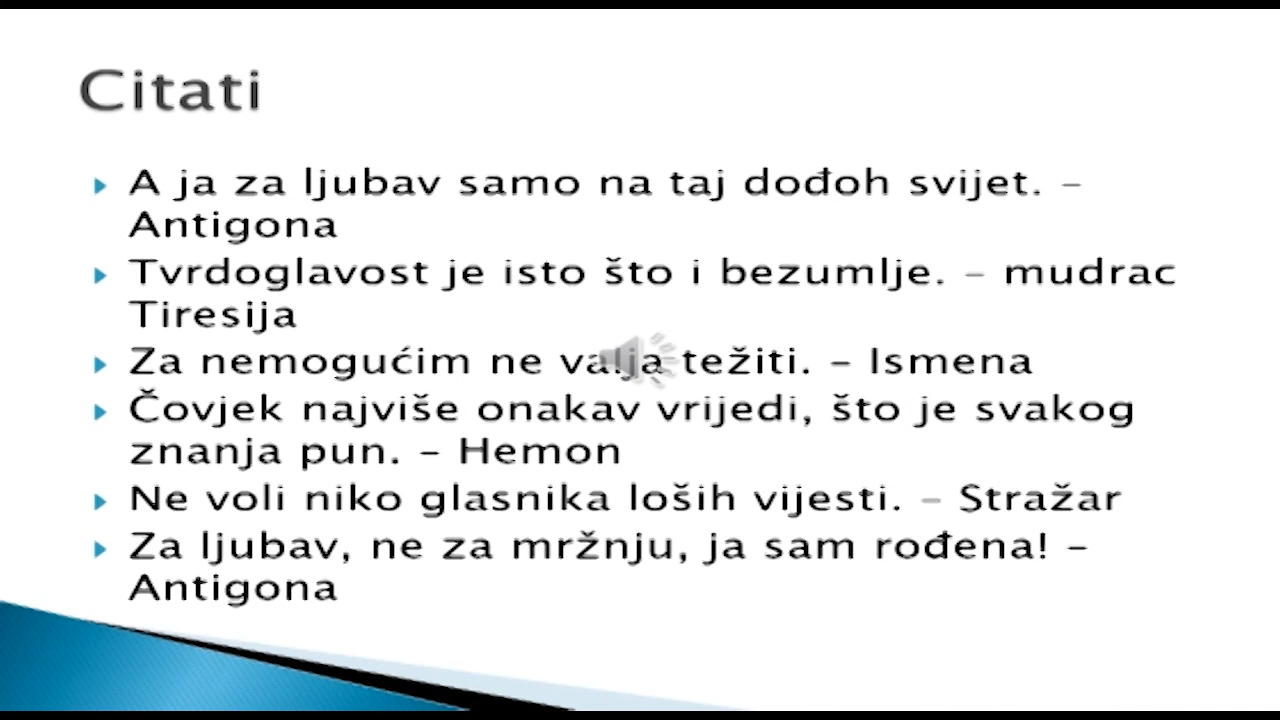 Citati
A ja za ljubav samo na taj dođoh svijet. –
Antigona
Tvrdoglavost je isto što i bezumlje. – mudrac
Tiresija
Za nemogućim ne valja težiti. – Ismena
Čovjek najviše onakav vrijedi, što je svakog
znanja pun. – Hemon
Ne voli niko glasnika loših vijesti. – Stražar
Za ljubav, ne za mržnju, ja sam rođena! –
Antigona